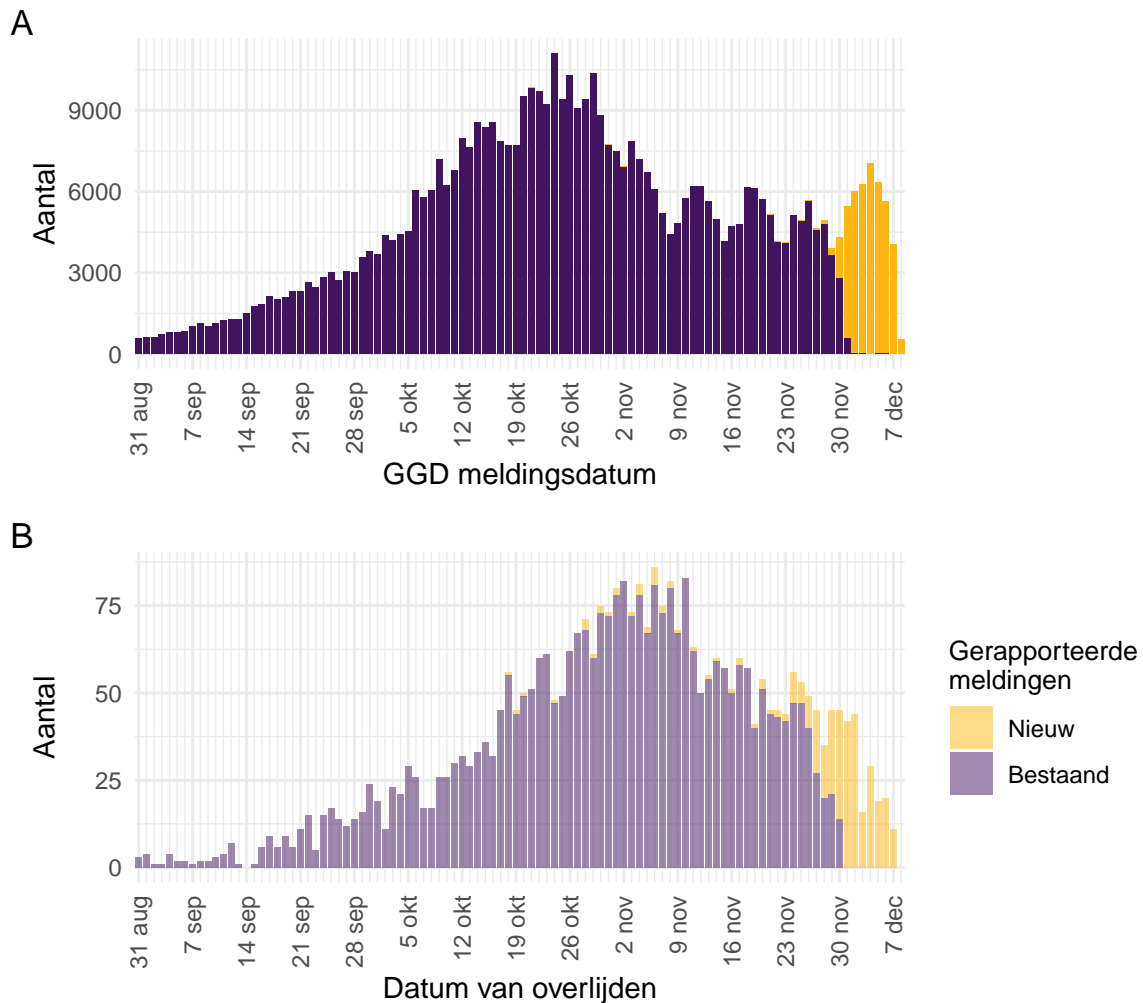 A
Aantal
9000
6000
3000
0
31 aug
7 sep
14 sep
21 sep
28 sep
5 okt
12 okt
19 okt
26 okt
2 nov
9 nov
16 nov
23 nov
30 nov
7 dec
GGD meldingsdatum
B
Aantal
75
50
25
0
31 aug
7 sep
14 sep
21 sep
28 sep
5 okt
12 okt
19 okt
26 okt
2 nov
9 nov
16 nov
23 nov
30 nov
7 dec
Datum van overlijden
Gerapporteerde
meldingen
Nieuw
Bestaand